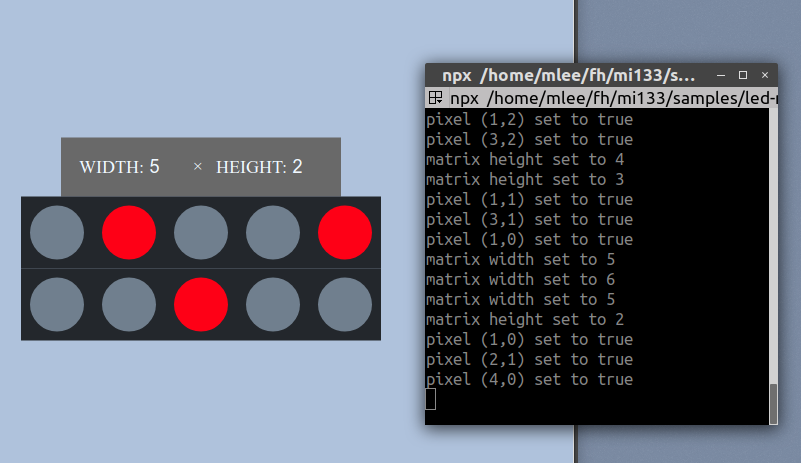 WIDTH: 5 × HEIGHT: 2
npx /home/mlee/fh/mi133/s...
npx /home/mlee/fh/mi133/samples/led-
pixel (1,2) set to true
pixel (3,2) set to true
matrix height set to 4
matrix height set to 3
pixel (1,1) set to true
pixel (3,1) set to true
pixel (1,0) set to true
matrix width set to 5
matrix width set to 6
matrix width set to 5
matrix height set to 2
pixel (1,0) set to true
pixel (2,1) set to true
pixel (4,0) set to true